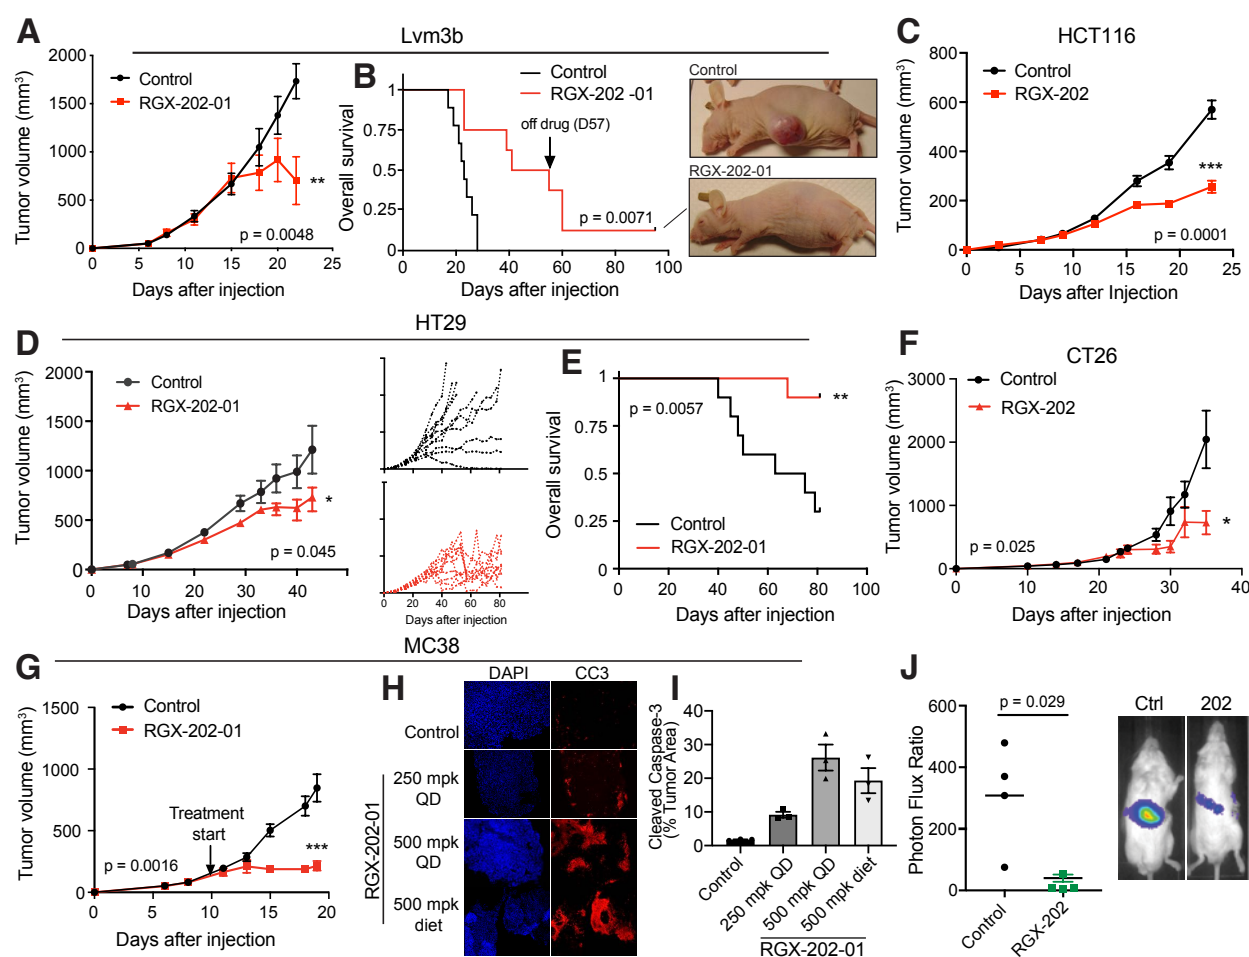 A
Lvm3b
Tumor volume (mm³)
2000
1500
1000
500
0
Control
RGX-202-01
**
p = 0.0048
0 5 10 15 20 25
Days after injection
B
Overall survival
1
0.75
0.5
0.25
0
Control
RGX-202 -01
off drug (D57)
p = 0.0071
0 20 40 60 80 100
Days after injection
Control
RGX-202-01
C
HCT116
Tumor volume (mm³)
800
600
400
200
0
Control
RGX-202
***
p = 0.0001
0 5 10 15 20 25
Days after Injection
HT29
D
Tumor volume (mm³)
2000
1000
500
0
Control
RGX-202-01
*
p = 0.045
0 10 20 30 40 50
Days after injection
0 20 40 60 80 100
Days after injection
E
Overall survival
1
0.75
0.5
0.25
0
p = 0.0057
**
Control
RGX-202-01
0 20 40 60 80 100
Days after injection
F
CT26
Tumor volume (mm³)
3000
2000
1000
0
Control
RGX-202
*
p = 0.025
0 10 20 30 40
Days after injection
MC38
G
Tumor volume (mm³)
1500
1000
500
0
Control
RGX-202-01
Treatment
start
***
p = 0.0016
0 5 10 15 20
Days after injection
H
DAPI CC3
Control
250 mpk
QD
500 mpk
QD
500 mpk
diet
RGX-202-01
I
Cleaved Caspase-3
(% Tumor Area)
40
30
20
10
0
Control
250 mpk QD
500 mpk QD
500 mpk diet
RGX-202-01
J
Photon Flux Ratio
600
400
200
0
p = 0.029
Control
RGX-202
Ctrl 202